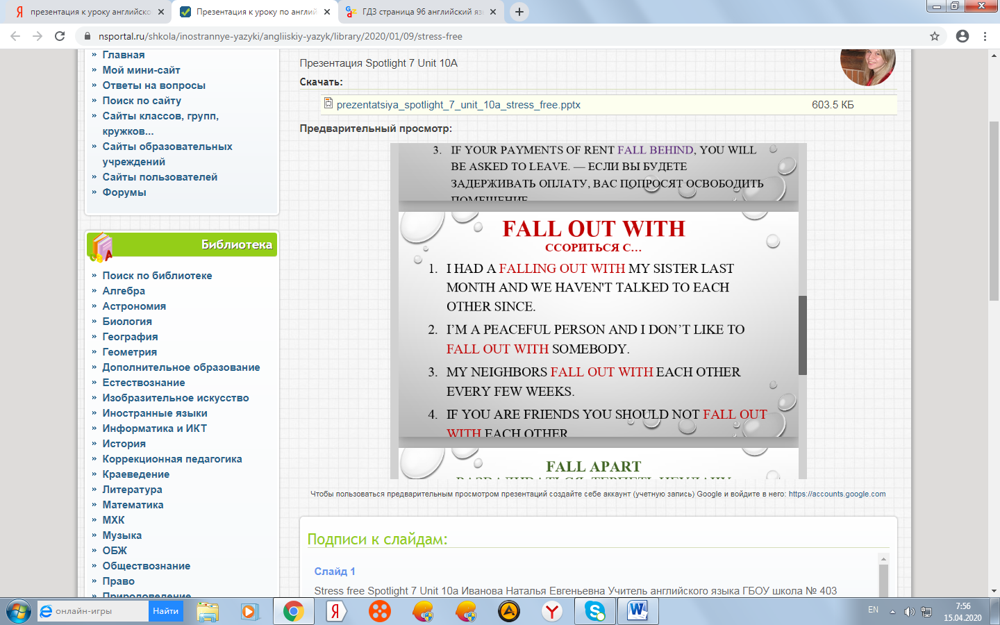 презентация к уроку английско
Презентация к уроку по англий
ГДЗ страница 96 английский яз
nsportal.ru/shkola/inostrannye-yazyki/angliiskiy-yazyk/library/2020/01/09/stress-free
Главная
Мой мини-сайт
Ответы на вопросы
Поиск по сайту
Сайты классов, групп,
кружков...
Сайты образовательных
учреждений
Сайты пользователей
Форумы
Библиотека
Поиск по библиотеке
Алгебра
Астрономия
Биология
География
Геометрия
Дополнительное образование
Естествознание
Изобразительное искусство
Иностранные языки
Информатика и ИКТ
История
Коррекционная педагогика
Краеведение
Литература
Математика
МХК
Музыка
ОБЖ
Обществознание
Право
Природоведение
Презентация Spotlight 7 Unit 10A
Скачать:
prezentatsiya_spotlight_7_unit_10a_stress_free.pptx 603.5 КБ
Предварительный просмотр:
3. IF YOUR PAYMENTS OF RENT FALL BEHIND, YOU WILL
BE ASKED TO LEAVE. — ЕСЛИ ВЫ БУДЕТЕ
ЗАДЕРЖИВАТЬ ОПЛАТУ, ВАС ПОПРОСЯТ ОСВОБОДИТЬ
ПОМЕЩЕНИЕ
FALL OUT WITH
ССОРИТЬСЯ С...
1. I HAD A FALLING OUT WITH MY SISTER LAST
MONTH AND WE HAVEN'T TALKED TO EACH
OTHER SINCE.
2. I'M A PEACEFUL PERSON AND I DON'T LIKE TO
FALL OUT WITH SOMEBODY.
3. MY NEIGHBORS FALL OUT WITH EACH OTHER
EVERY FEW WEEKS.
4. IF YOU ARE FRIENDS YOU SHOULD NOT FALL OUT
WITH EACH OTHER
FALL APART
РАЗВАЛИВАТЬСЯ, ТЕРПЕТЬ НЕУДАЧУ
Чтобы пользоваться предварительным просмотром презентаций создайте себе аккаунт (учетную запись) Google и войдите в него: https://accounts.google.com
Подписи к слайдам:
Слайд 1
Stress free Spotlight 7 Unit 10a Иванова Наталья Евгеньевна Учитель английского языка ГБОУ школа № 403
онлайн-игры
Найти
EN
7:56
15.04.2020